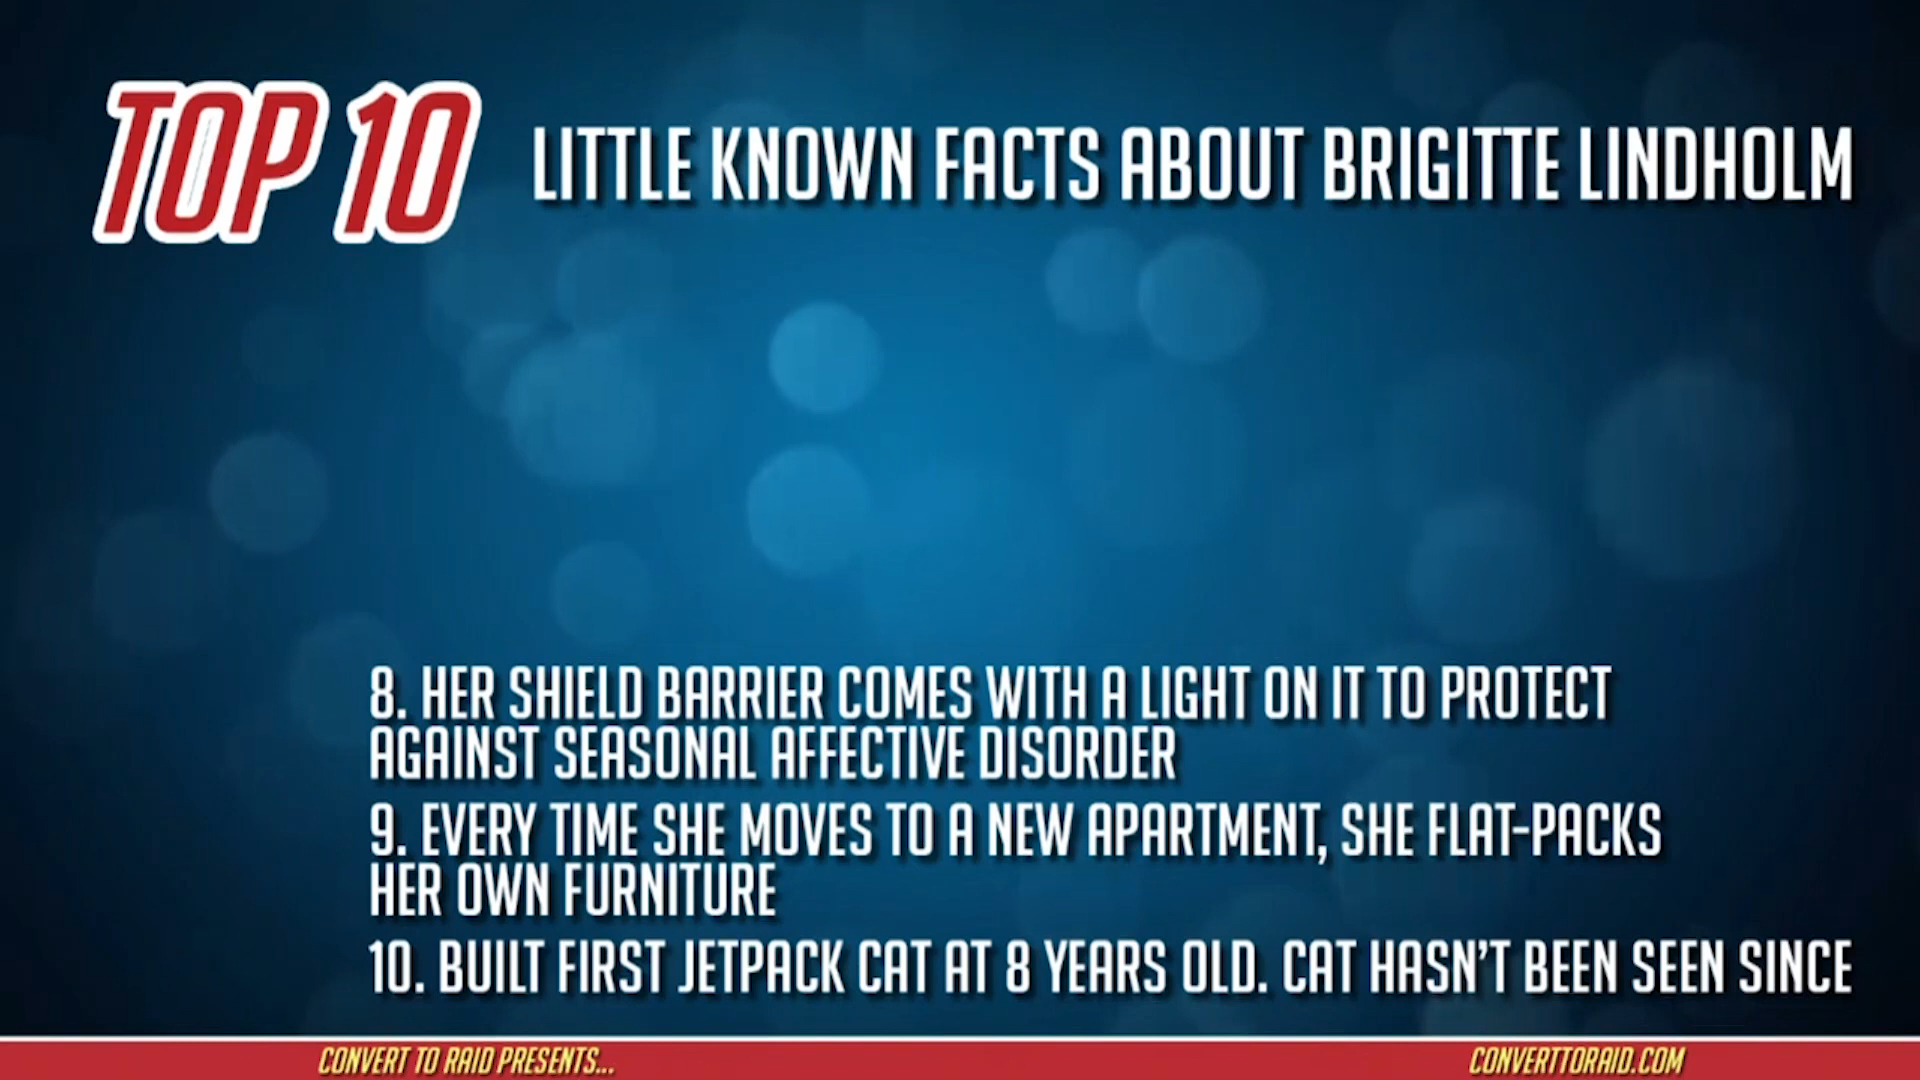 TOP 10
LITTLE KNOWN FACTS ABOUT BRIGITTE LINDHOLM
8. HER SHIELD BARRIER COMES WITH A LIGHT ON IT TO PROTECT
AGAINST SEASONAL AFFECTIVE DISORDER
9. EVERY TIME SHE MOVES TO A NEW APARTMENT, SHE FLAT-PACKS
HER OWN FURNITURE
10. BUILT FIRST JETPACK CAT AT 8 YEARS OLD. CAT HASN'T BEEN SEEN SINCE
CONVERT TO RAID PRESENTS...
CONVERTTORAID.COM